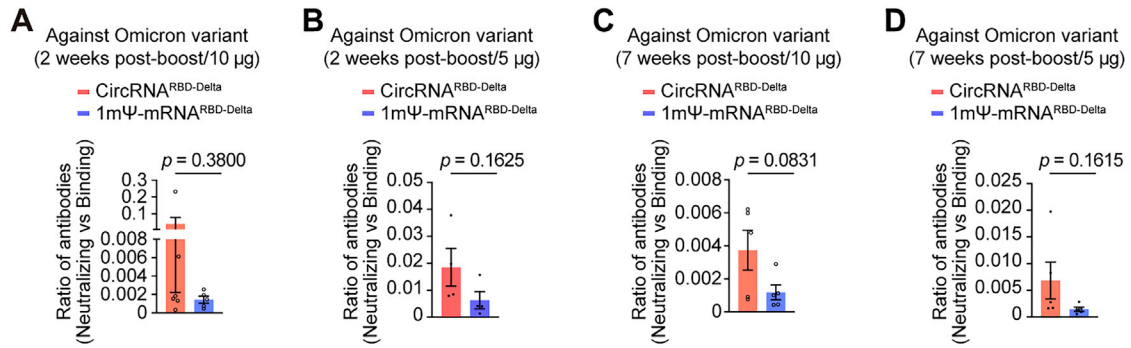 A
Against Omicron variant
(2 weeks post-boost/10 μg)
CircRNA^RBD-Delta
1mΨ-mRNA^RBD-Delta
p = 0.3800
Ratio of antibodies
(Neutralizing vs Binding)
0.3
0.1
0.008
0.006
0.002
0.002
0
B
Against Omicron variant
(2 weeks post-boost/5 μg)
CircRNA^RBD-Delta
1mΨ-mRNA^RBD-Delta
p = 0.1625
Ratio of antibodies
(Neutralizing vs Binding)
0.05
0.04
0.02
0.01
0
C
Against Omicron variant
(7 weeks post-boost/10 μg)
CircRNA^RBD-Delta
1mΨ-mRNA^RBD-Delta
p = 0.0831
Ratio of antibodies
(Neutralizing vs Binding)
0.008
0.006
0.004
0.002
0
D
Against Omicron variant
(7 weeks post-boost/5 μg)
CircRNA^RBD-Delta
1mΨ-mRNA^RBD-Delta
p = 0.1615
Ratio of antibodies
(Neutralizing vs Binding)
0.025
0.020
0.015
0.010
0.005
0